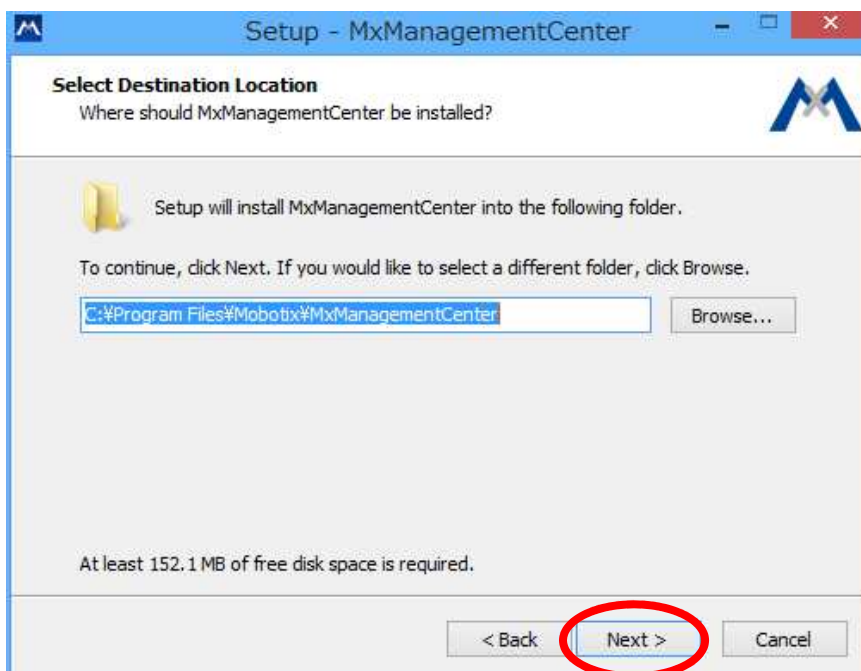 Setup - MxManagementCenter
Select Destination Location
Where should MxManagementCenter be installed?
Setup will install MxManagementCenter into the following folder.
To continue, click Next. If you would like to select a different folder, click Browse.
C:¥Program Files¥Mobotix¥MxManagementCenter
Browse...
At least 152.1 MB of free disk space is required.
< Back
Next >
Cancel